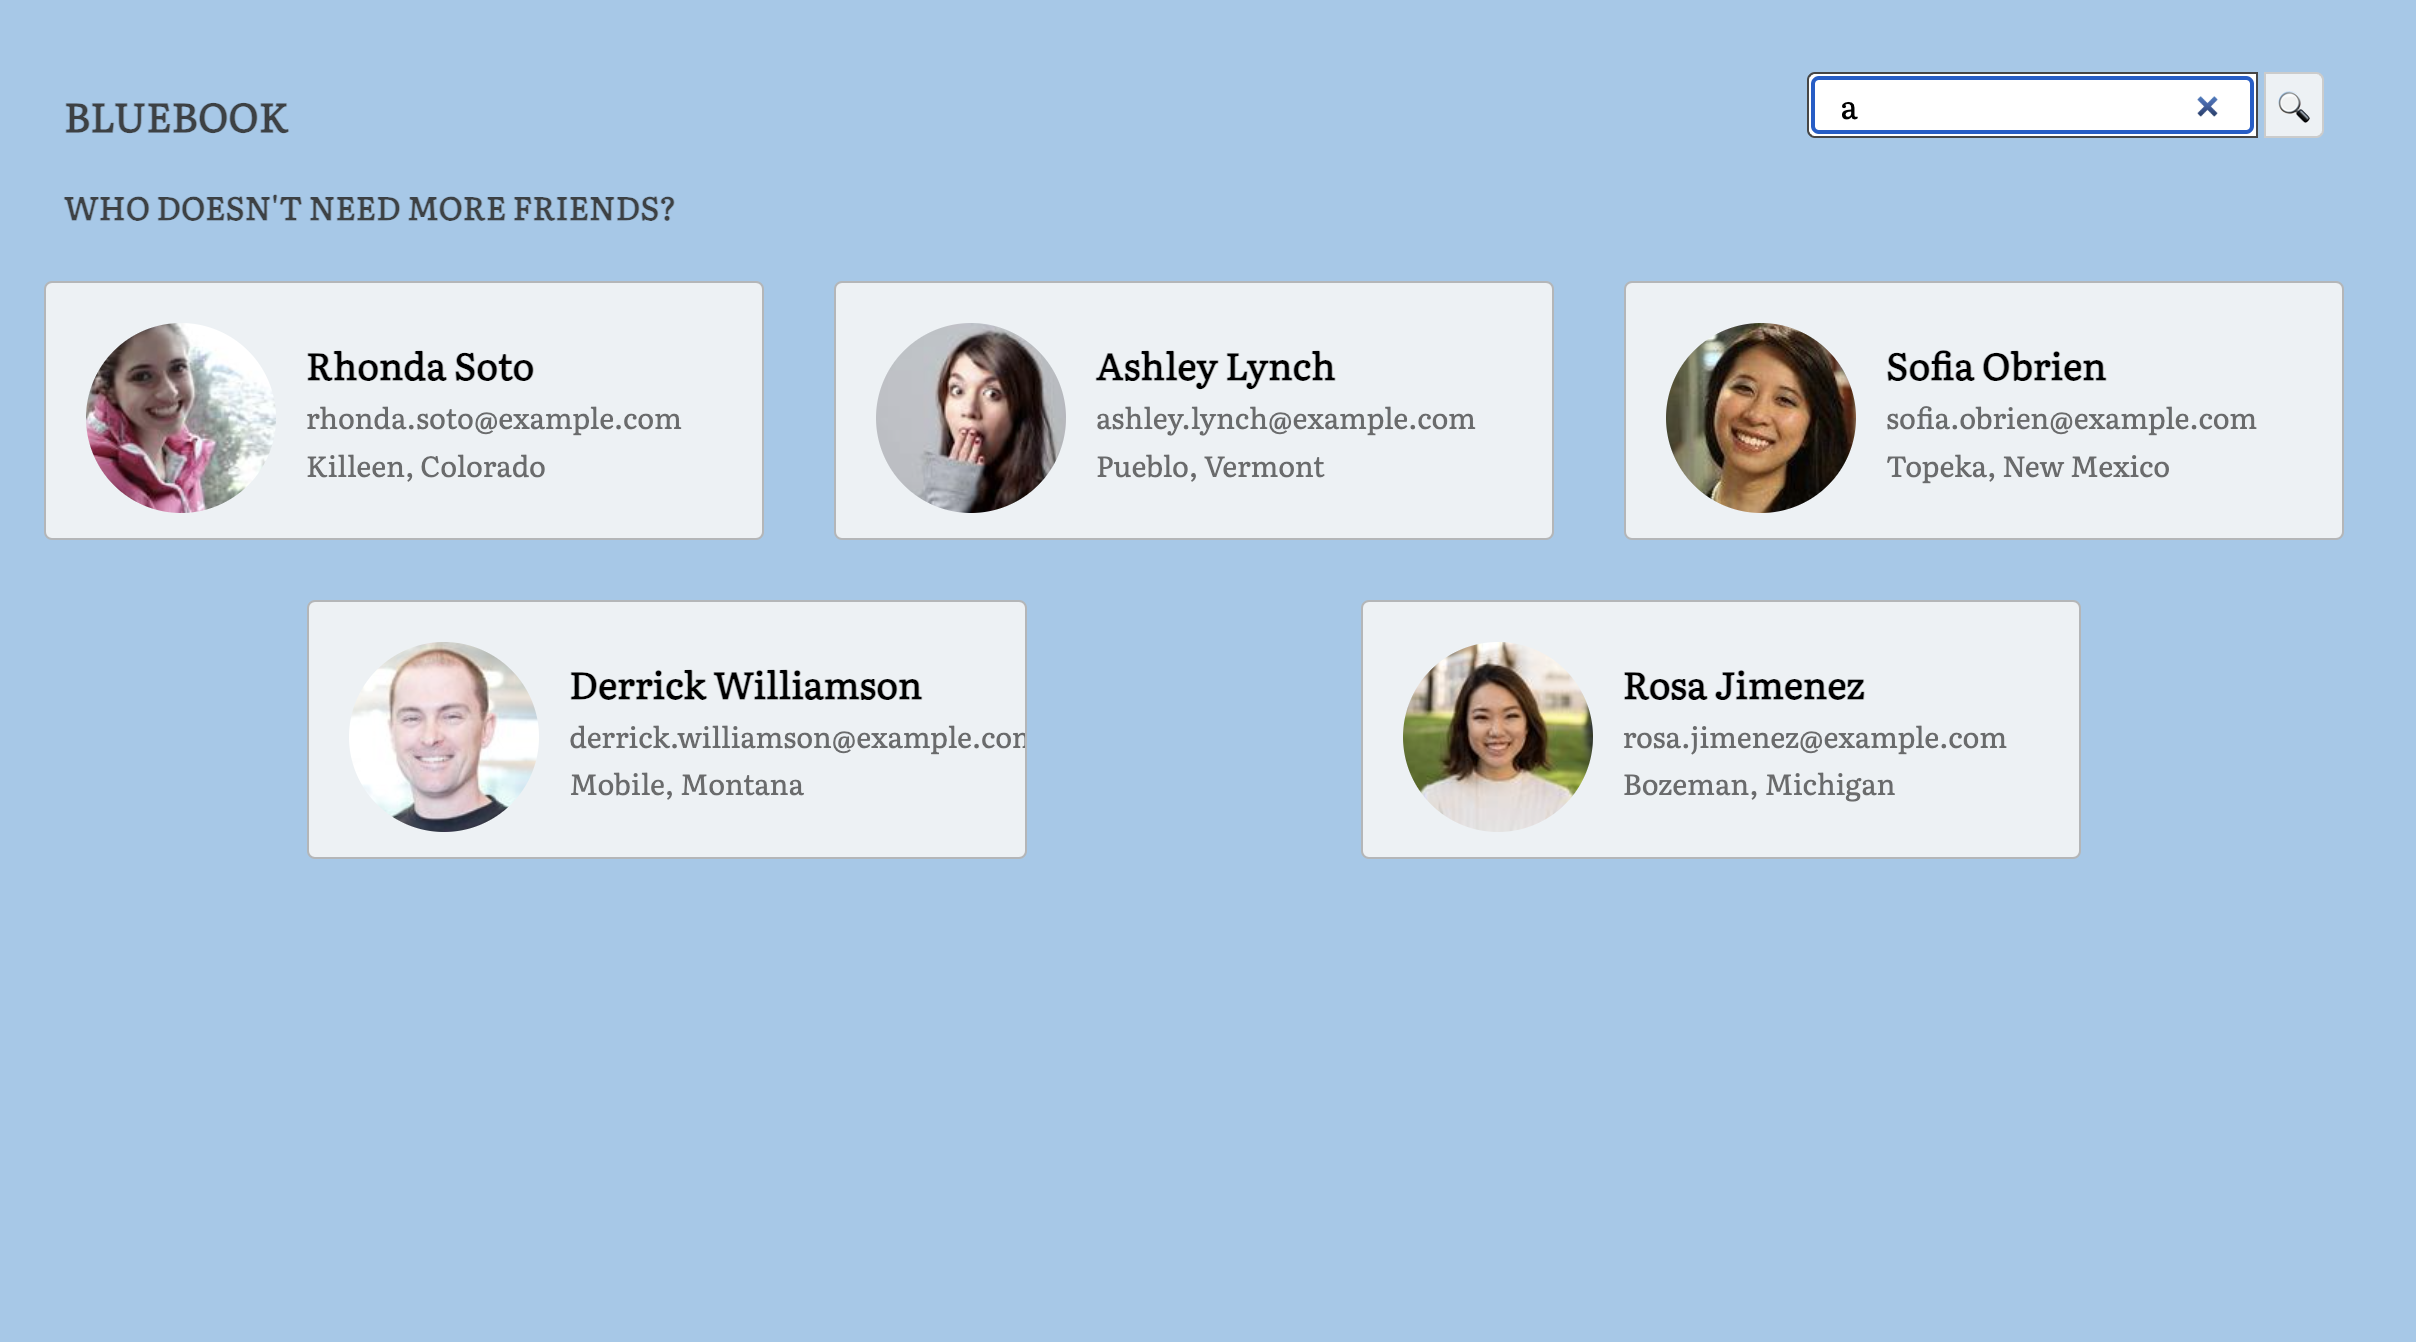 BLUEBOOK
a
WHO DOESN'T NEED MORE FRIENDS?
Rhonda Soto
rhonda.soto@example.com
Killeen, Colorado
Ashley Lynch
ashley.lynch@example.com
Pueblo, Vermont
Sofia Obrien
sofia.obrien@example.com
Topeka, New Mexico
Derrick Williamson
derrick.williamson@example.con
Mobile, Montana
Rosa Jimenez
rosa.jimenez@example.com
Bozeman, Michigan